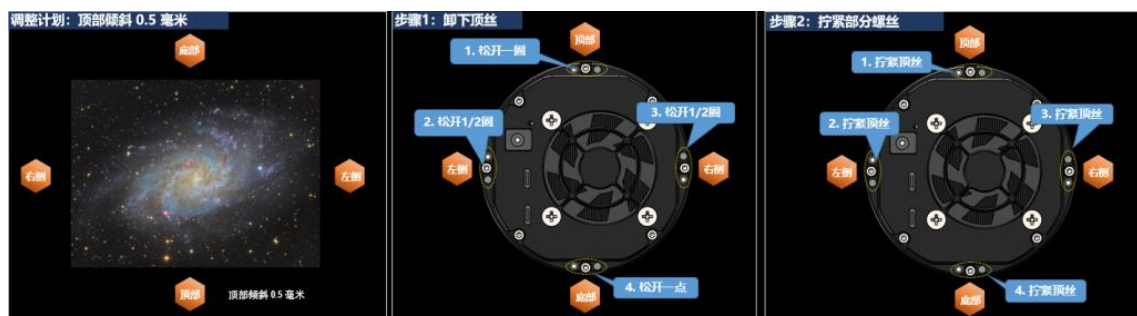 调整计划：顶部倾斜 0.5 毫米
底部
右侧
左侧
顶部
顶部倾斜 0.5 毫米
步骤1：卸下顶丝
顶部
1. 松开一圈
2. 松开1/2圈
3. 松开1/2圈
左侧
右侧
4. 松开一点
底部
步骤2：拧紧部分螺丝
顶部
1. 拧紧顶丝
2. 拧紧顶丝
3. 拧紧顶丝
左侧
右侧
4. 拧紧顶丝
底部